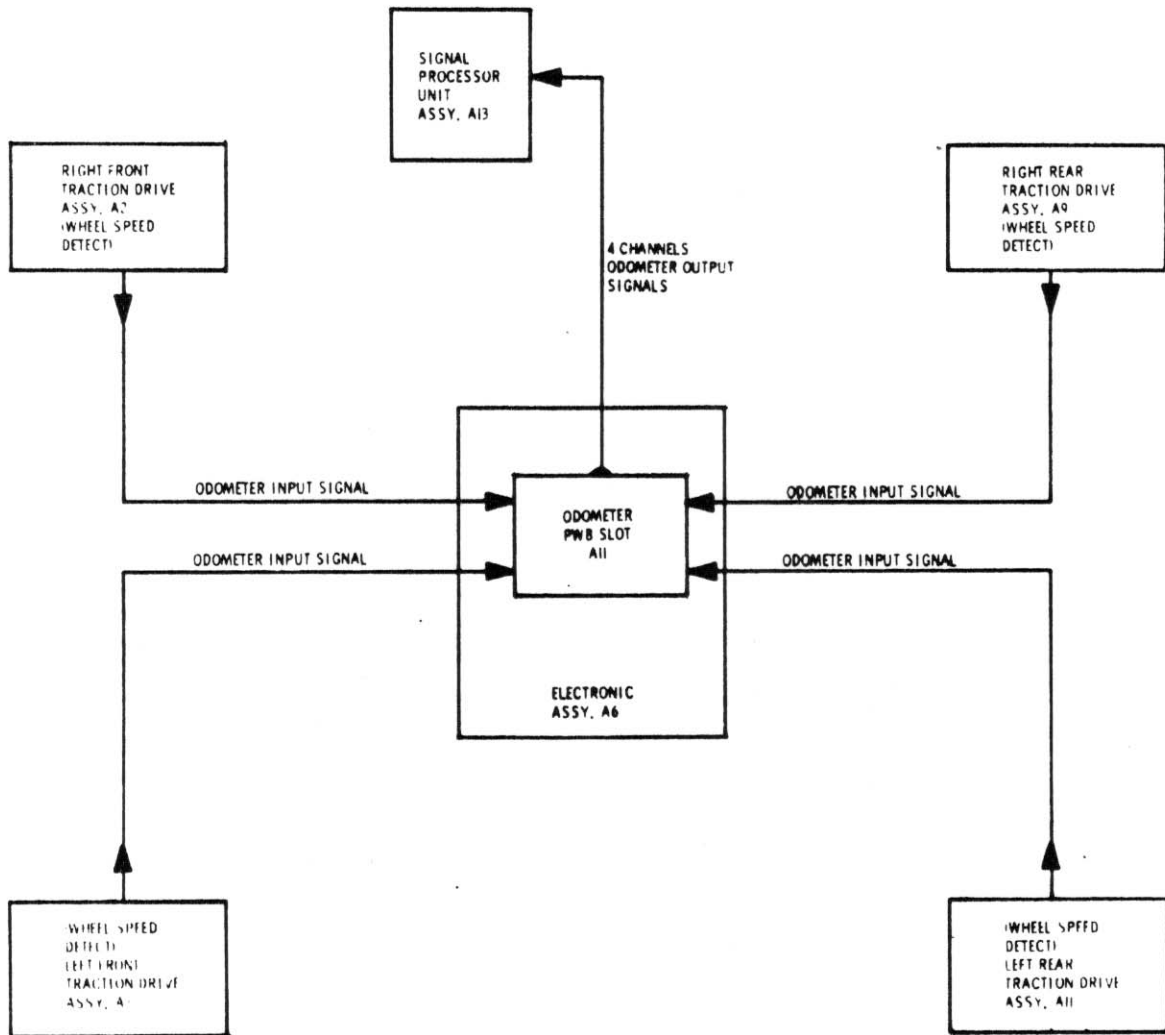 SIGNAL
PROCESSOR
UNIT
ASSY, A13
RIGHT FRONT
TRACTION DRIVE
ASSY, A2
(WHEEL SPEED
DETECT)
RIGHT REAR
TRACTION DRIVE
ASSY, A9
(WHEEL SPEED
DETECT)
4 CHANNELS
ODOMETER OUTPUT
SIGNALS
ODOMETER INPUT SIGNAL
ODOMETER INPUT SIGNAL
ODOMETER
PWB SLOT
A11
ODOMETER INPUT SIGNAL
ODOMETER INPUT SIGNAL
ELECTRONIC
ASSY, A6
(WHEEL SPEED
DETECT)
LEFT FRONT
TRACTION DRIVE
ASSY,
(WHEEL SPEED
DETECT)
LEFT REAR
TRACTION DRIVE
ASSY, A11